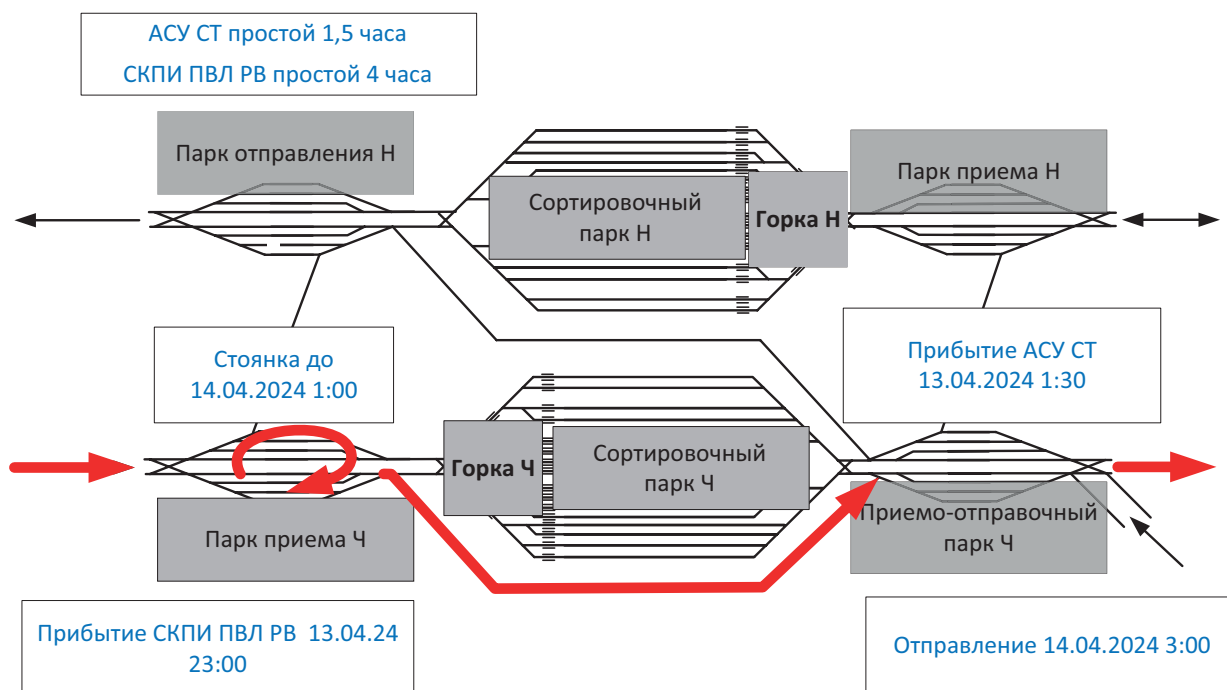 АСУ СТ простой 1,5 часа
СКПИ ПВЛ РВ простой 4 часа
Парк отправления Н
Сортировочный
парк Н
Горка Н
Парк приема Н
Стоянка до
14.04.2024 1:00
Прибытие АСУ СТ
13.04.2024 1:30
Горка Ч
Сортировочный
парк Ч
Парк приема Ч
Приемо-отправочный
парк Ч
Прибытие СКПИ ПВЛ РВ 13.04.24
23:00
Отправление 14.04.2024 3:00